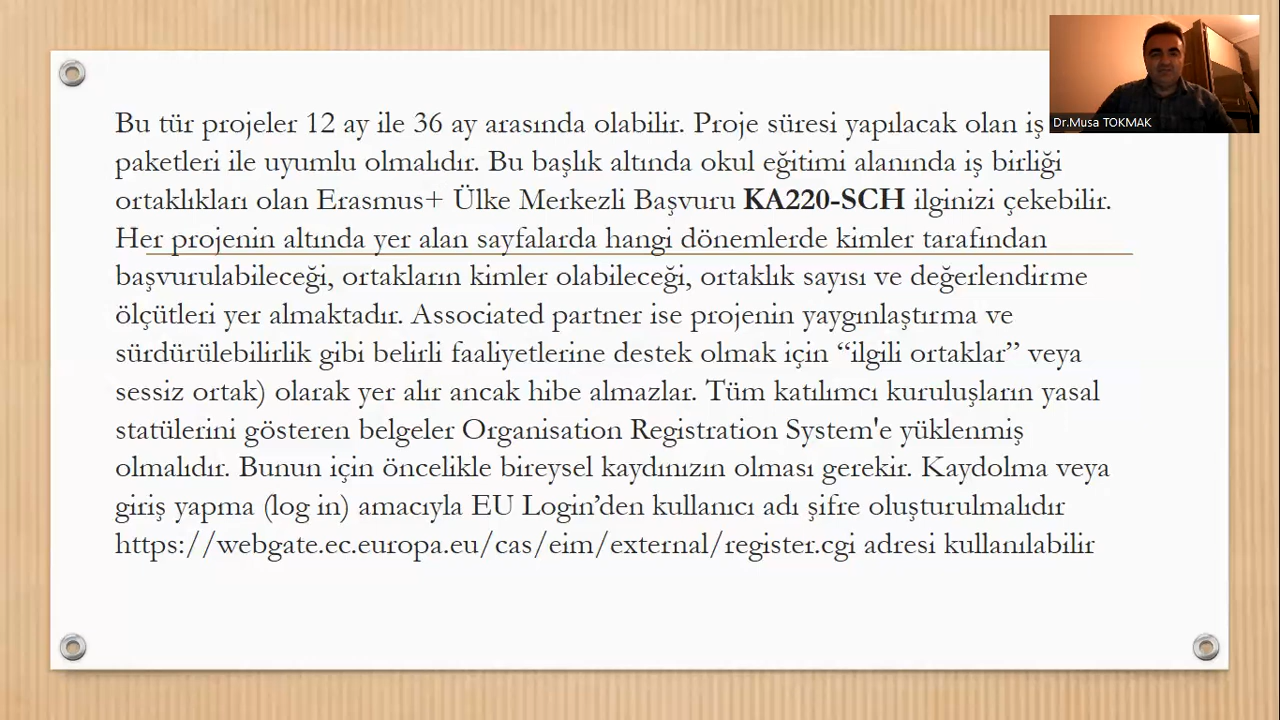 Bu tür projeler 12 ay ile 36 ay arasında olabilir. Proje süresi yapılacak olan iş
paketleri ile uyumlu olmalıdır. Bu başlık altında okul eğitimi alanında iş birliği
ortaklıkları olan Erasmus+ Ülke Merkezli Başvuru KA220-SCH ilginizi çekebilir.
Her projenin altında yer alan sayfalarda hangi dönemlerde kimler tarafından
başvurulabileceği, ortakların kimler olabileceği, ortaklık sayısı ve değerlendirme
ölçütleri yer almaktadır. Associated partner ise projenin yaygınlaştırma ve
sürdürülebilirlik gibi belirli faaliyetlerine destek olmak için “ilgili ortaklar” veya
sessiz ortak) olarak yer alır ancak hibe almazlar. Tüm katılımcı kuruluşların yasal
statülerini gösteren belgeler Organisation Registration System'e yüklenmiş
olmalıdır. Bunun için öncelikle bireysel kaydınızın olması gerekir. Kaydolma veya
giriş yapma (log in) amacıyla EU Login’den kullanıcı adı şifre oluşturulmalıdır
https://webgate.ec.europa.eu/cas/eim/external/register.cgi adresi kullanılabilir
Dr.Musa TOKMAK